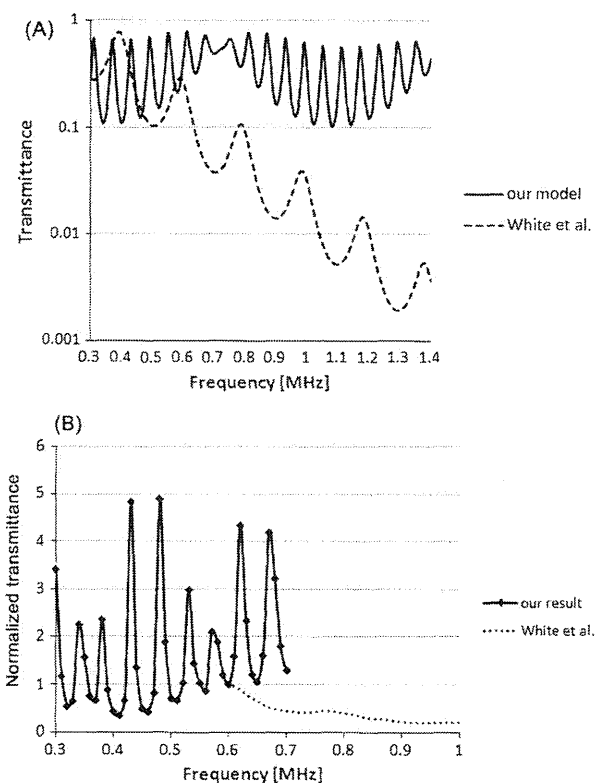 (A)
1
0.1
0.01
0.001
Transmittance
0.3 0.4 0.5 0.6 0.7 0.8 0.9 1 1.1 1.2 1.3 1.4
Frequency [MHz]
our model
White et al.
(B)
6
5
4
3
2
1
0
Normalized transmittance
0.3 0.4 0.5 0.6 0.7 0.8 0.9 1
Frequency [MHz]
our result
White et al.